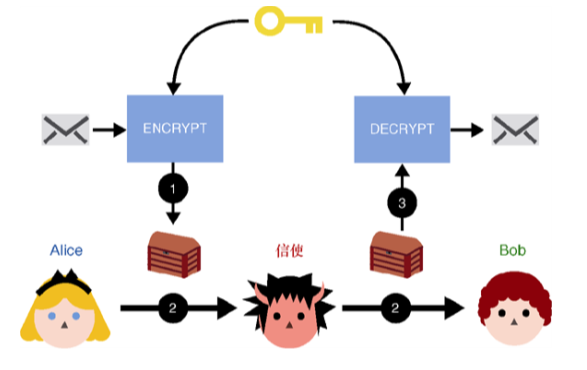 ENCRYPT
DECRYPT
1
3
Alice
信使
Bob
2
2